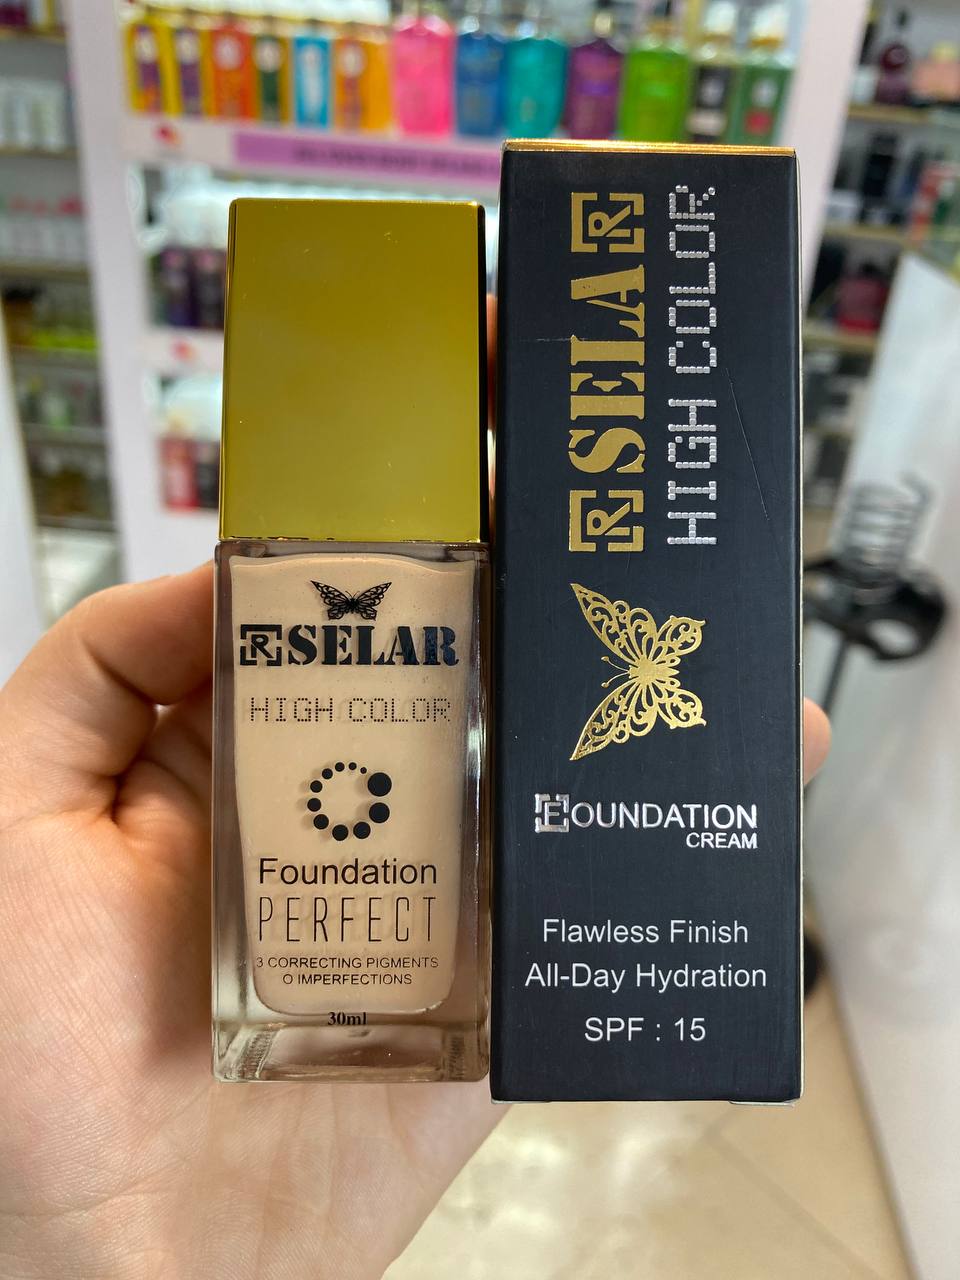 R SELAR
HIGH COLOR
Foundation
PERFECT
3 CORRECTING PIGMENTS
0 IMPERFECTIONS
30ml
R SELA R
HIGH COLOR
FOUNDATION
CREAM
Flawless Finish
All-Day Hydration
SPF : 15